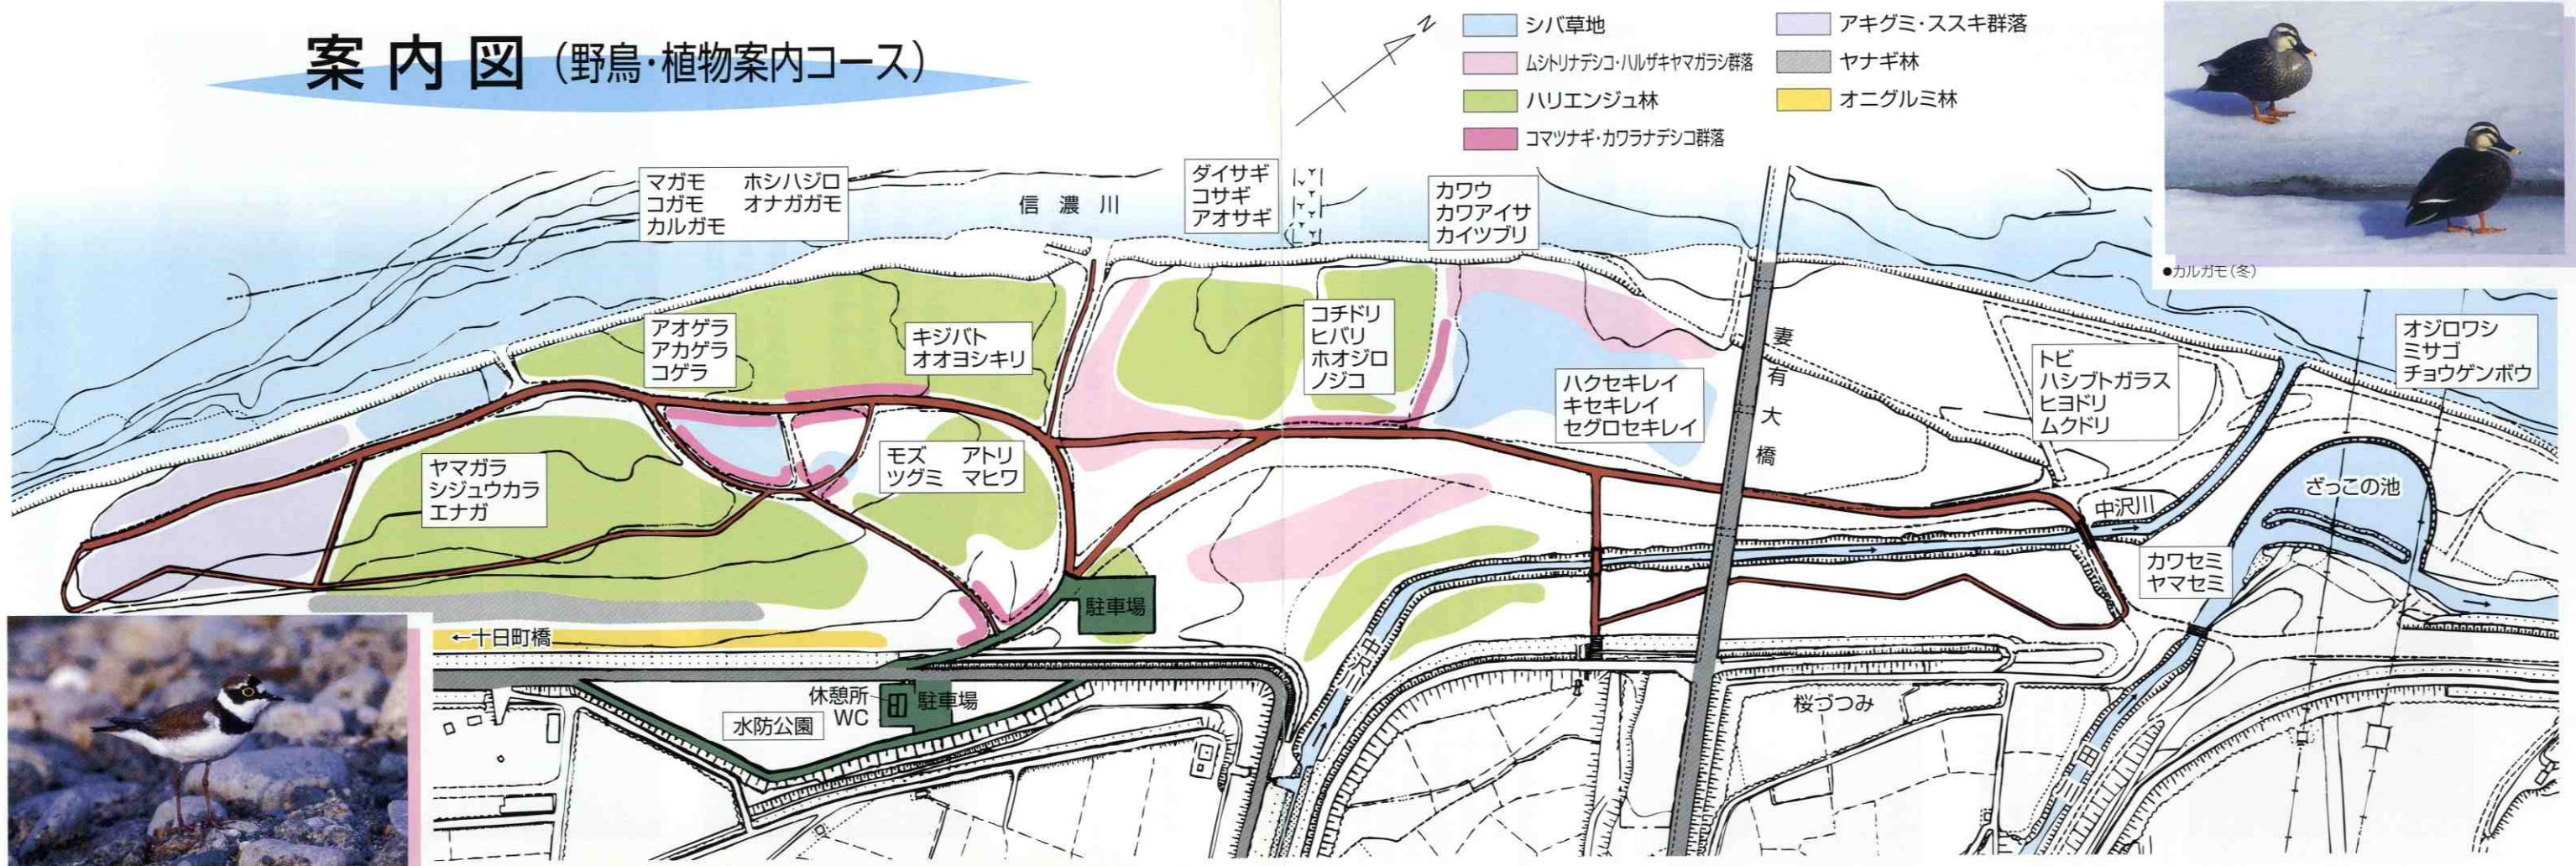 案内図(野鳥・植物案内コース)
N
シバ草地
ムシトリナデシコ・ハルザキヤマガラシ群落
ハリエンジュ林
コマツナギ・カワラナデシコ群落
アキグミ・ススキ群落
ヤナギ林
オニグルミ林
●カルガモ(冬)
マガモ ホシハジロ
コガモ オナガガモ
カルガモ
信濃川
ダイサギ
コサギ
アオサギ
カワウ
カワアイサ
カイツブリ
アオゲラ
アカゲラ
コゲラ
キジバト
オオヨシキリ
コチドリ
ヒバリ
ホオジロ
ノジコ
ハクセキレイ
キセキレイ
セグロセキレイ
妻有大橋
トビ
ハシブトガラス
ヒヨドリ
ムクドリ
オジロワシ
ミサゴ
チョウゲンボウ
ヤマガラ
シジュウカラ
エナガ
モズ アトリ
ツグミ マヒワ
ざっこの池
中沢川
カワセミ
ヤマセミ
駐車場
←十日町橋
休憩所
WC
駐車場
水防公園
桜づつみ